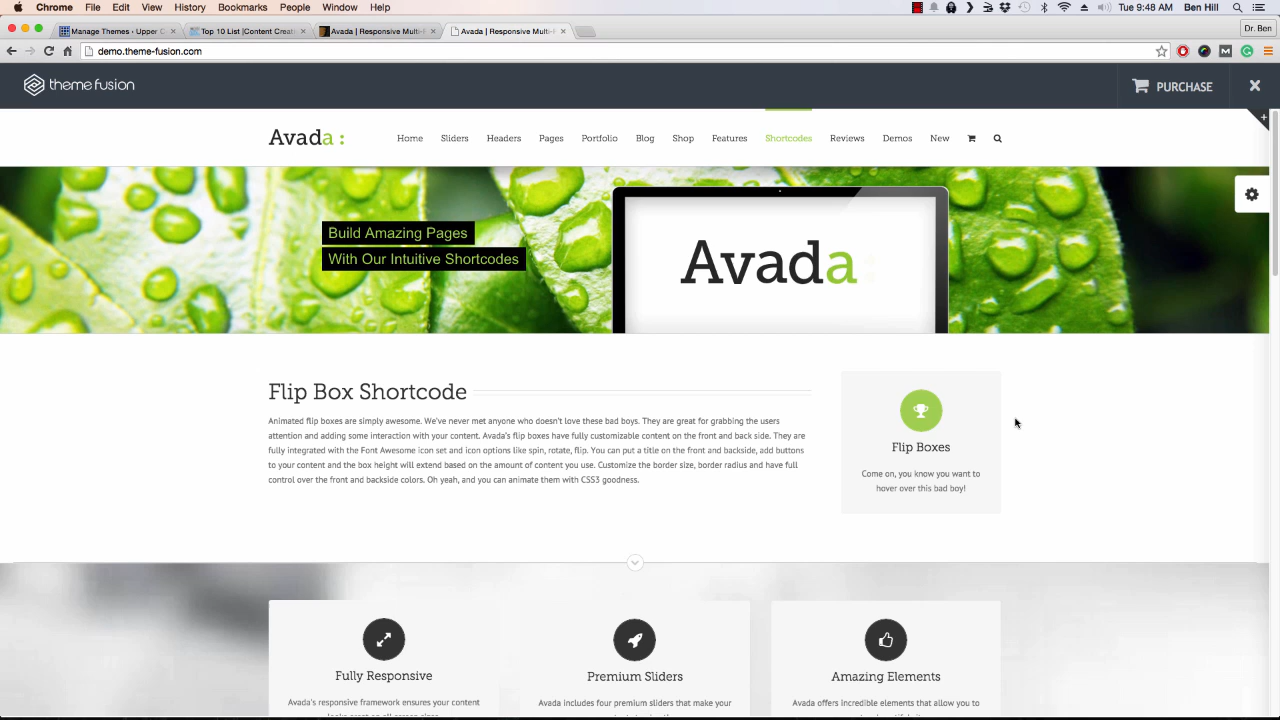 Chrome File Edit View History Bookmarks People Window Help
Tue 9:48 AM Ben Hill
Manage Themes ‹ Upper C
Top 10 List |Content Creat
Avada | Responsive Multi-
Avada | Responsive Multi-
Dr. Ben
demo.theme-fusion.com
theme fusion
PURCHASE
Avada :
Home Sliders Headers Pages Portfolio Blog Shop Features Shortcodes Reviews Demos New
Build Amazing Pages
With Our Intuitive Shortcodes
Avada
Flip Box Shortcode
Animated flip boxes are simply awesome. We've never met anyone who doesn't love these bad boys. They are great for grabbing the users
attention and adding some interaction with your content. Avada's flip boxes have fully customizable content on the front and back side. They are
fully integrated with the Font Awesome icon set and icon options like spin, rotate, flip. You can put a title on the front and backside, add buttons
to your content and the box height will extend based on the amount of content you use. Customize the border size, border radius and have full
control over the front and backside colors. Oh yeah, and you can animate them with CSS3 goodness.
Flip Boxes
Come on, you know you want to
hover over this bad boy!
Fully Responsive
Avada's responsive framework ensures your content
Premium Sliders
Avada includes four premium sliders that make your
Amazing Elements
Avada offers incredible elements that allow you to